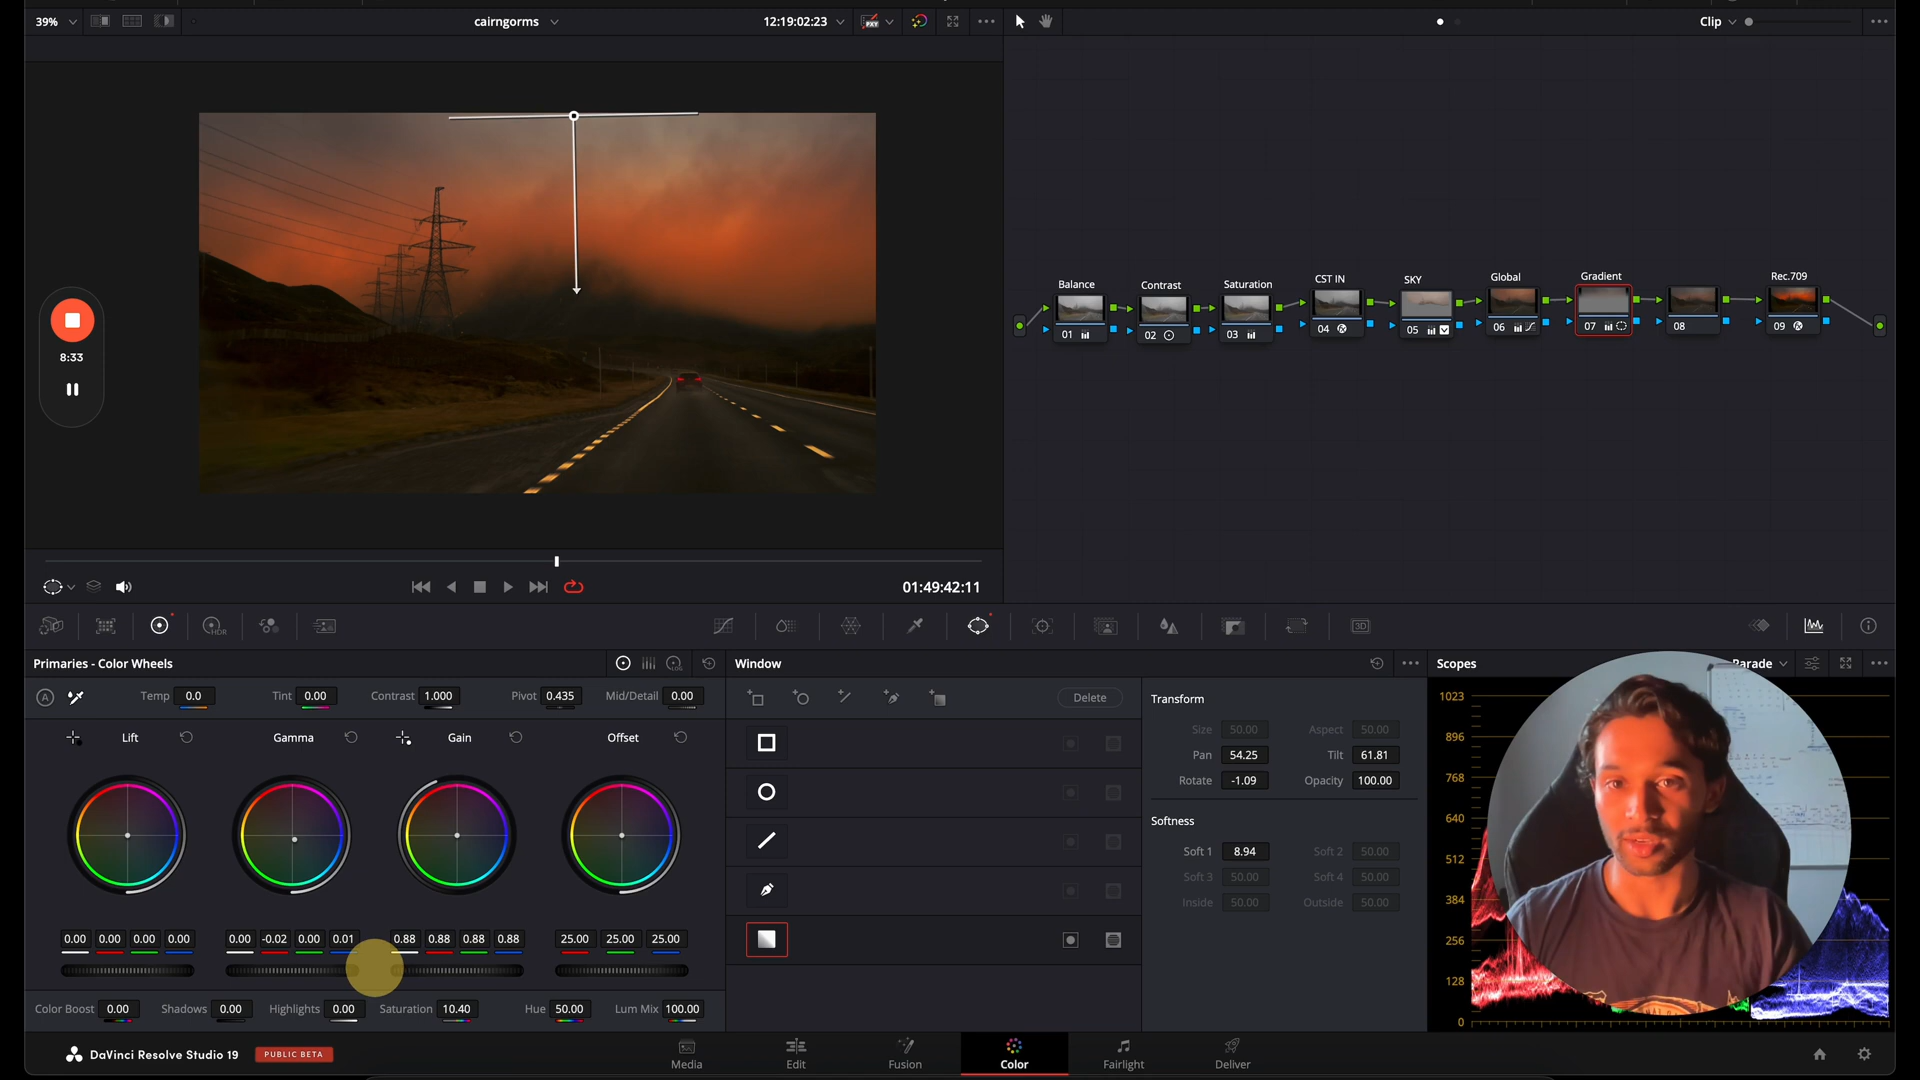 39%
cairngorms
12:19:02:23
Clip
Balance
Contrast
Saturation
CST IN
SKY
Global
Gradient
Rec.709
01
02
03
04
05
06
07
08
09
8:33
01:49:42:11
HDR
3D
Primaries - Color Wheels
LOG
Window
Scopes
Parade
A
Temp 0.0
Tint 0.00
Contrast 1.000
Pivot 0.435
Mid/Detail 0.00
Lift
Gamma
Gain
Offset
0.00 0.00 0.00 0.00
0.00 -0.02 0.00 0.01
0.88 0.88 0.88 0.88
25.00 25.00 25.00
Color Boost 0.00
Shadows 0.00
Highlights 0.00
Saturation 10.40
Hue 50.00
Lum Mix 100.00
Delete
Transform
Size 50.00 Aspect 50.00
Pan 54.25 Tilt 61.81
Rotate -1.09 Opacity 100.00
Softness
Soft 1 8.94 Soft 2 50.00
Soft 3 50.00 Soft 4 50.00
Inside 50.00 Outside 50.00
1023
896
768
640
512
384
256
128
0
DaVinci Resolve Studio 19
PUBLIC BETA
Media
Edit
Fusion
Color
Fairlight
Deliver